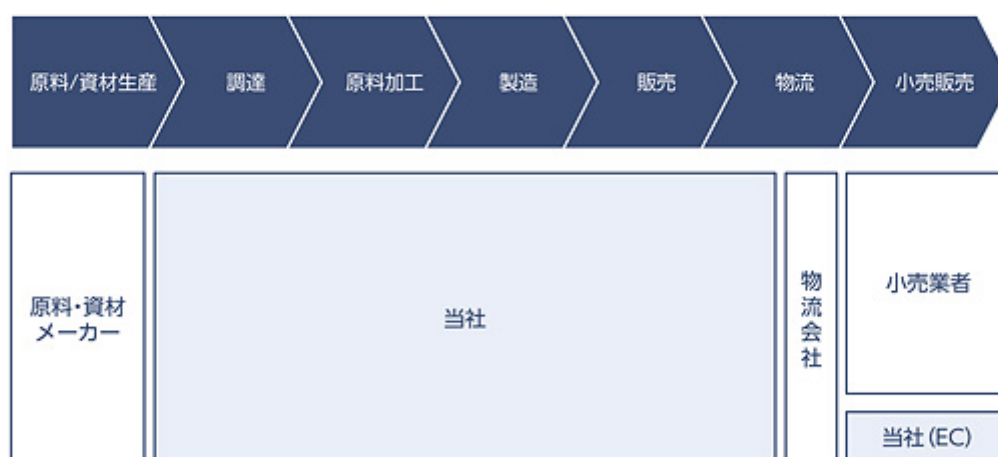 原料/資材生産
調達
原料加工
製造
販売
物流
小売販売
原料・資材
メーカー
当社
物流会社
小売業者
当社(EC)